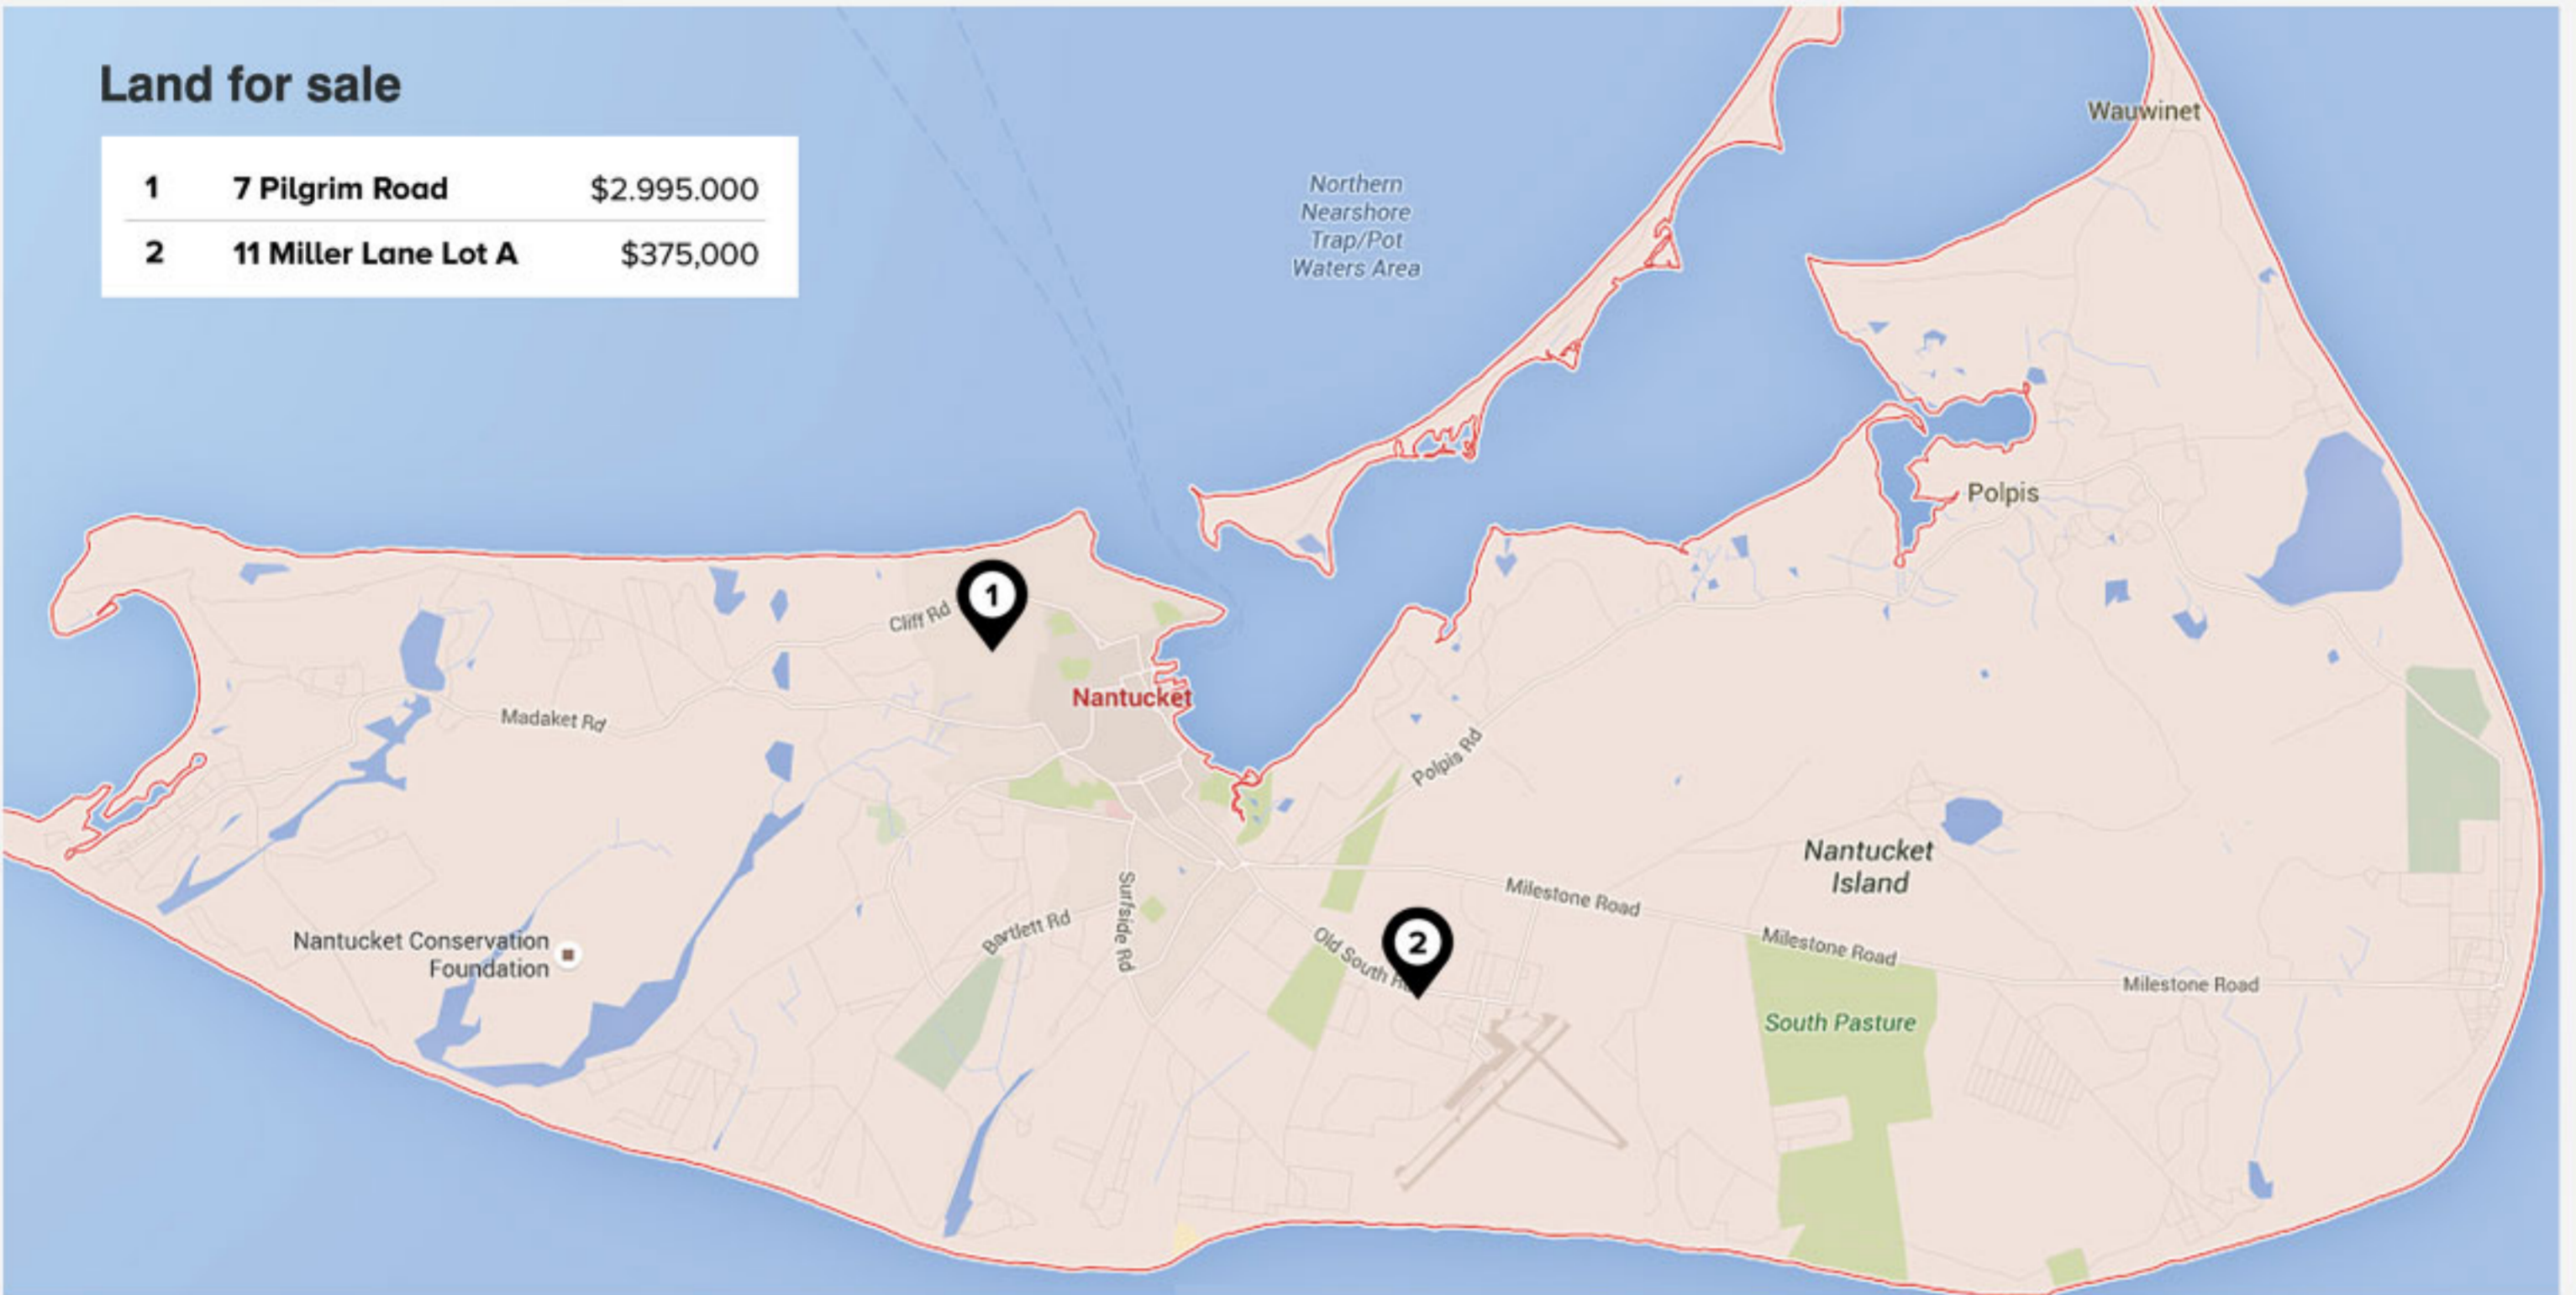 Land for sale
1 7 Pilgrim Road $2.995.000
2 11 Miller Lane Lot A $375,000
Wauwinet
Northern
Nearshore
Trap/Pot
Waters Area
Polpis
1
Cliff Rd
Nantucket
Madaket Rd
Polpis Rd
Nantucket
Island
Milestone Road
Surfside Rd
Bartlett Rd
Old South
2
Milestone Road
Nantucket Conservation
Foundation
Milestone Road
South Pasture